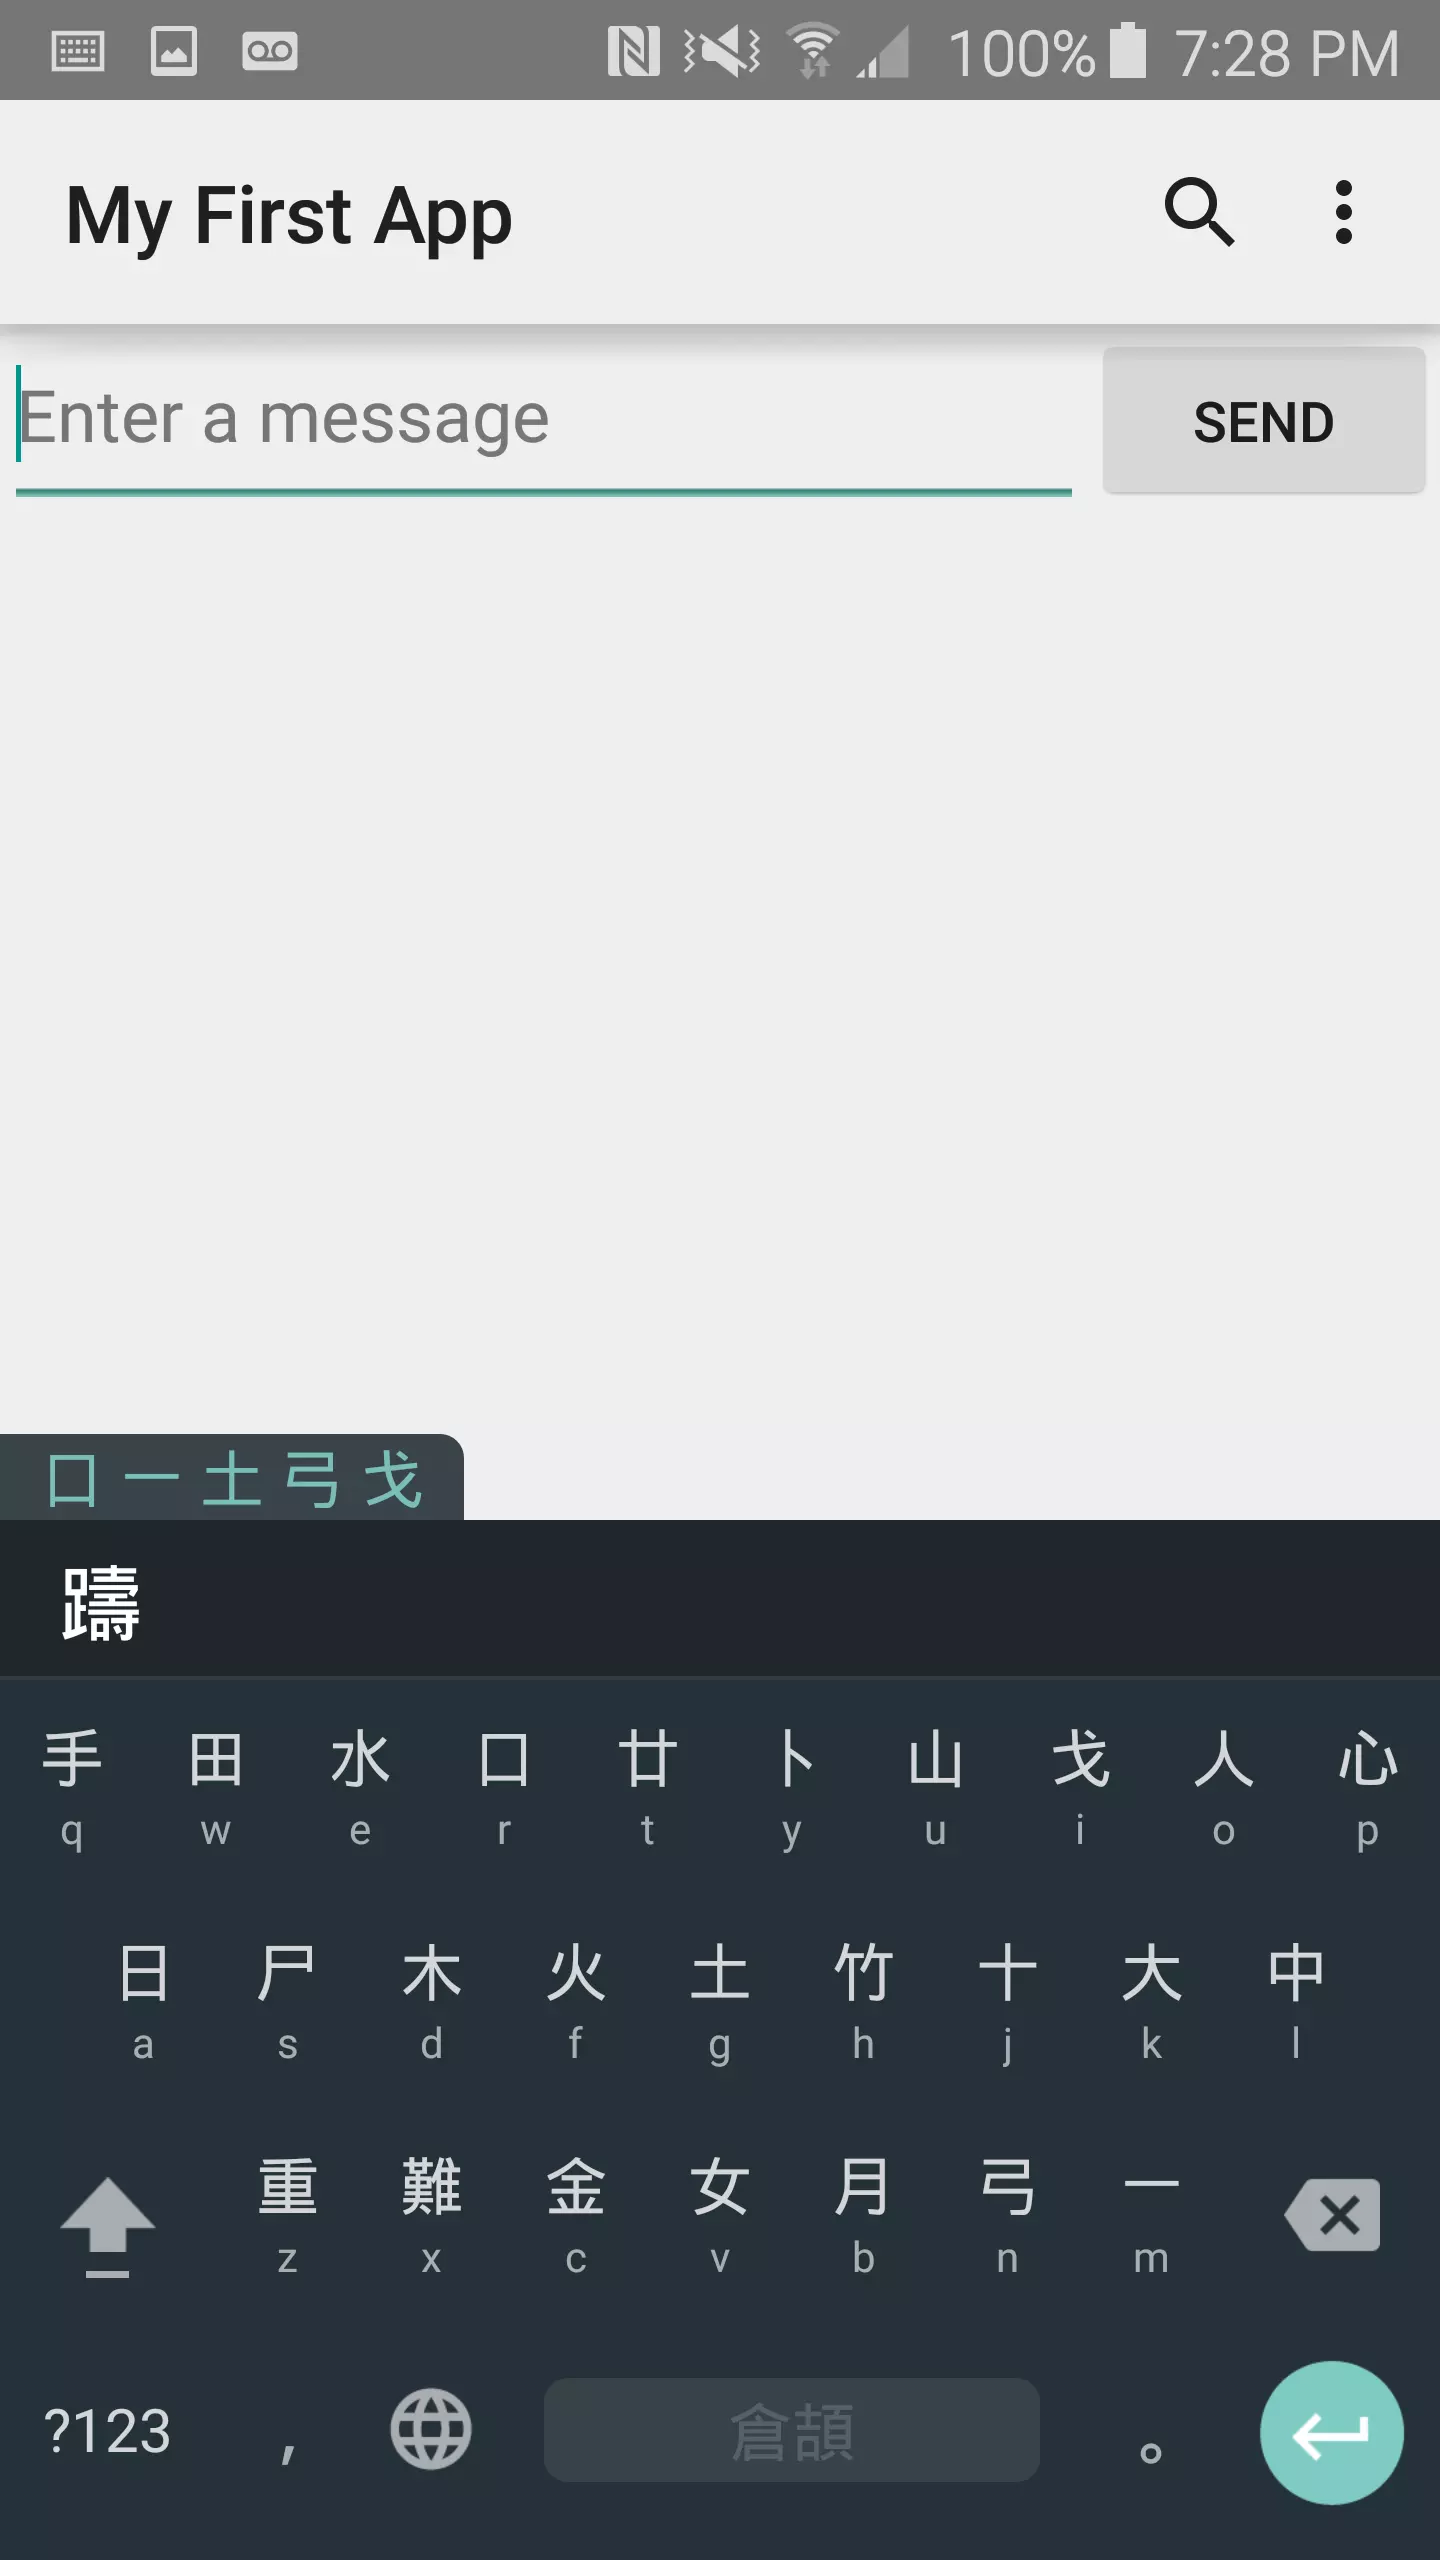 100% 7:28 PM
My First App
Enter a message SEND
口一土弓戈
躊
手 田 水 口 廿 卜 山 戈 人 心
q w e r t y u i o p
日 尸 木 火 土 竹 十 大 中
a s d f g h j k l
重 難 金 女 月 弓 一
z x c v b n m
?123 , 倉頡 。